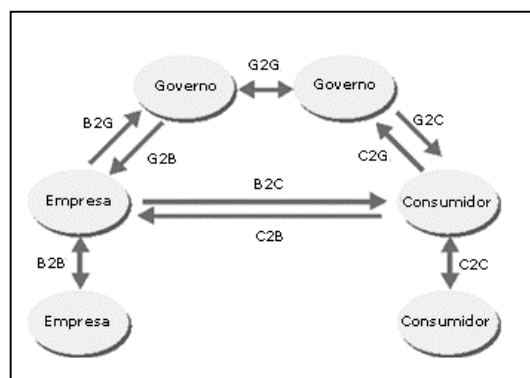 G2G
Governo
Governo
B2G
G2C
G2B
C2G
B2C
Empresa
Consumidor
C2B
B2B
C2C
Empresa
Consumidor